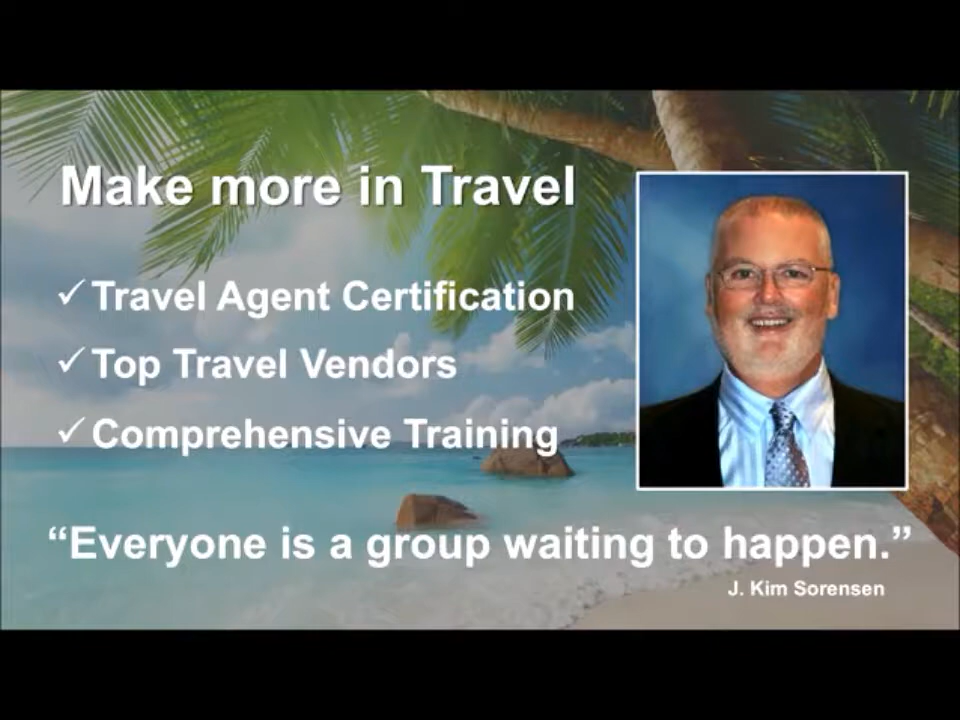 Make more in Travel
✓ Travel Agent Certification
✓ Top Travel Vendors
✓ Comprehensive Training
“Everyone is a group waiting to happen.”
J. Kim Sorensen